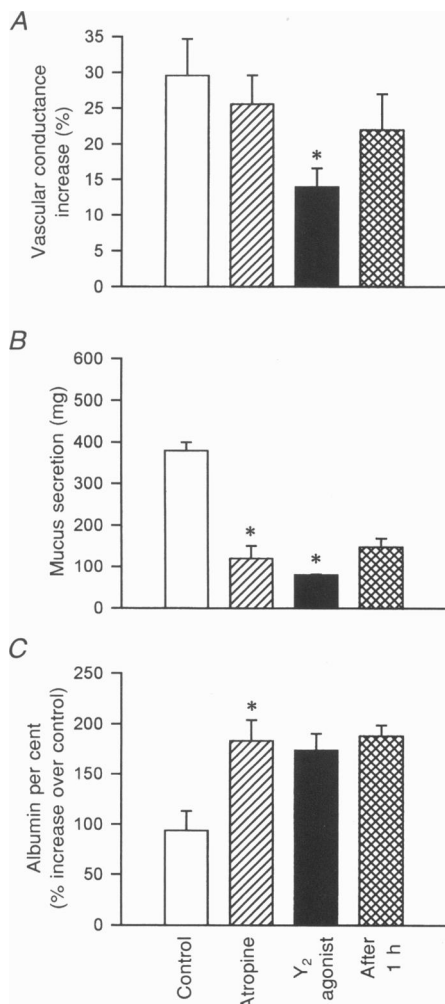 A
Vascular conductance
increase (%)
35
30
25
20
15
10
5
0
*
B
Mucus secretion (mg)
600
500
400
300
200
100
0
*
*
C
Albumin per cent
(% increase over control)
250
200
150
100
50
0
*
Control
Atropine
Y₂
agonist
After
1 h